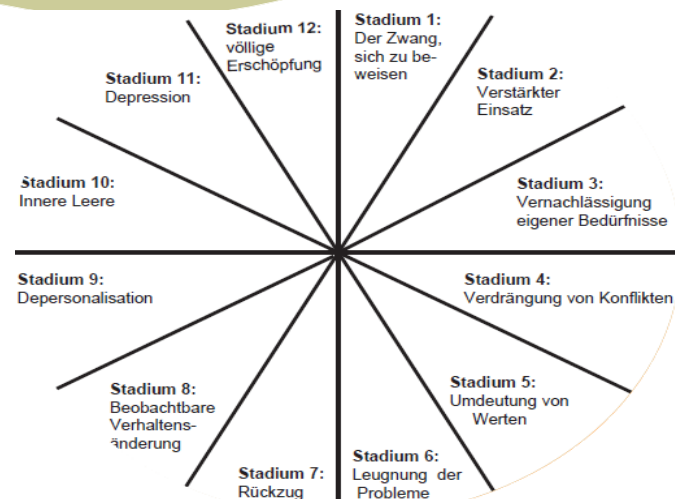 Stadium 1:
Der Zwang,
sich zu be-
weisen
Stadium 2:
Verstärkter
Einsatz
Stadium 3:
Vernachlässigung
eigener Bedürfnisse
Stadium 4:
Verdrängung von Konflikten
Stadium 5:
Umdeutung von
Werten
Stadium 6:
Leugnung der
Probleme
Stadium 7:
Rückzug
Stadium 8:
Beobachtbare
Verhaltens-
änderung
Stadium 9:
Depersonalisation
Stadium 10:
Innere Leere
Stadium 11:
Depression
Stadium 12:
völlige
Erschöpfung